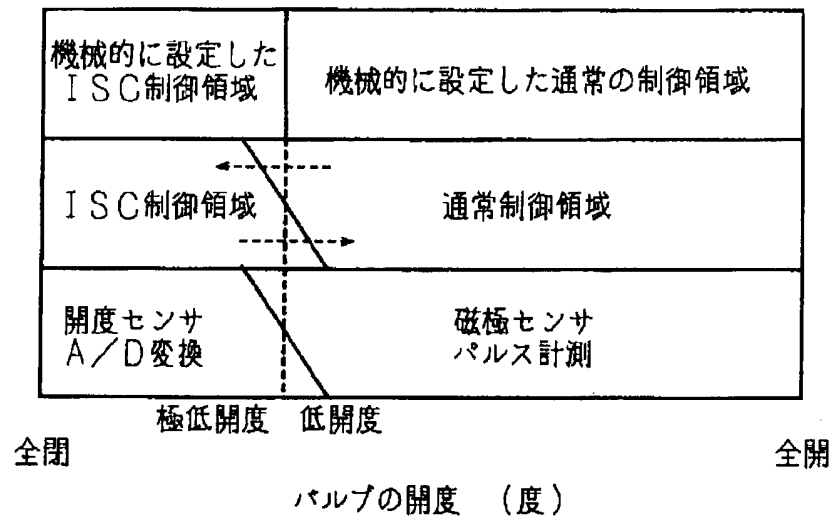 機械的に設定した
ＩＳＣ制御領域
機械的に設定した通常の制御領域
ＩＳＣ制御領域
通常制御領域
開度センサ
Ａ／Ｄ変換
磁極センサ
パルス計測
極低開度
低開度
全閉
全開
バルブの開度　（度）